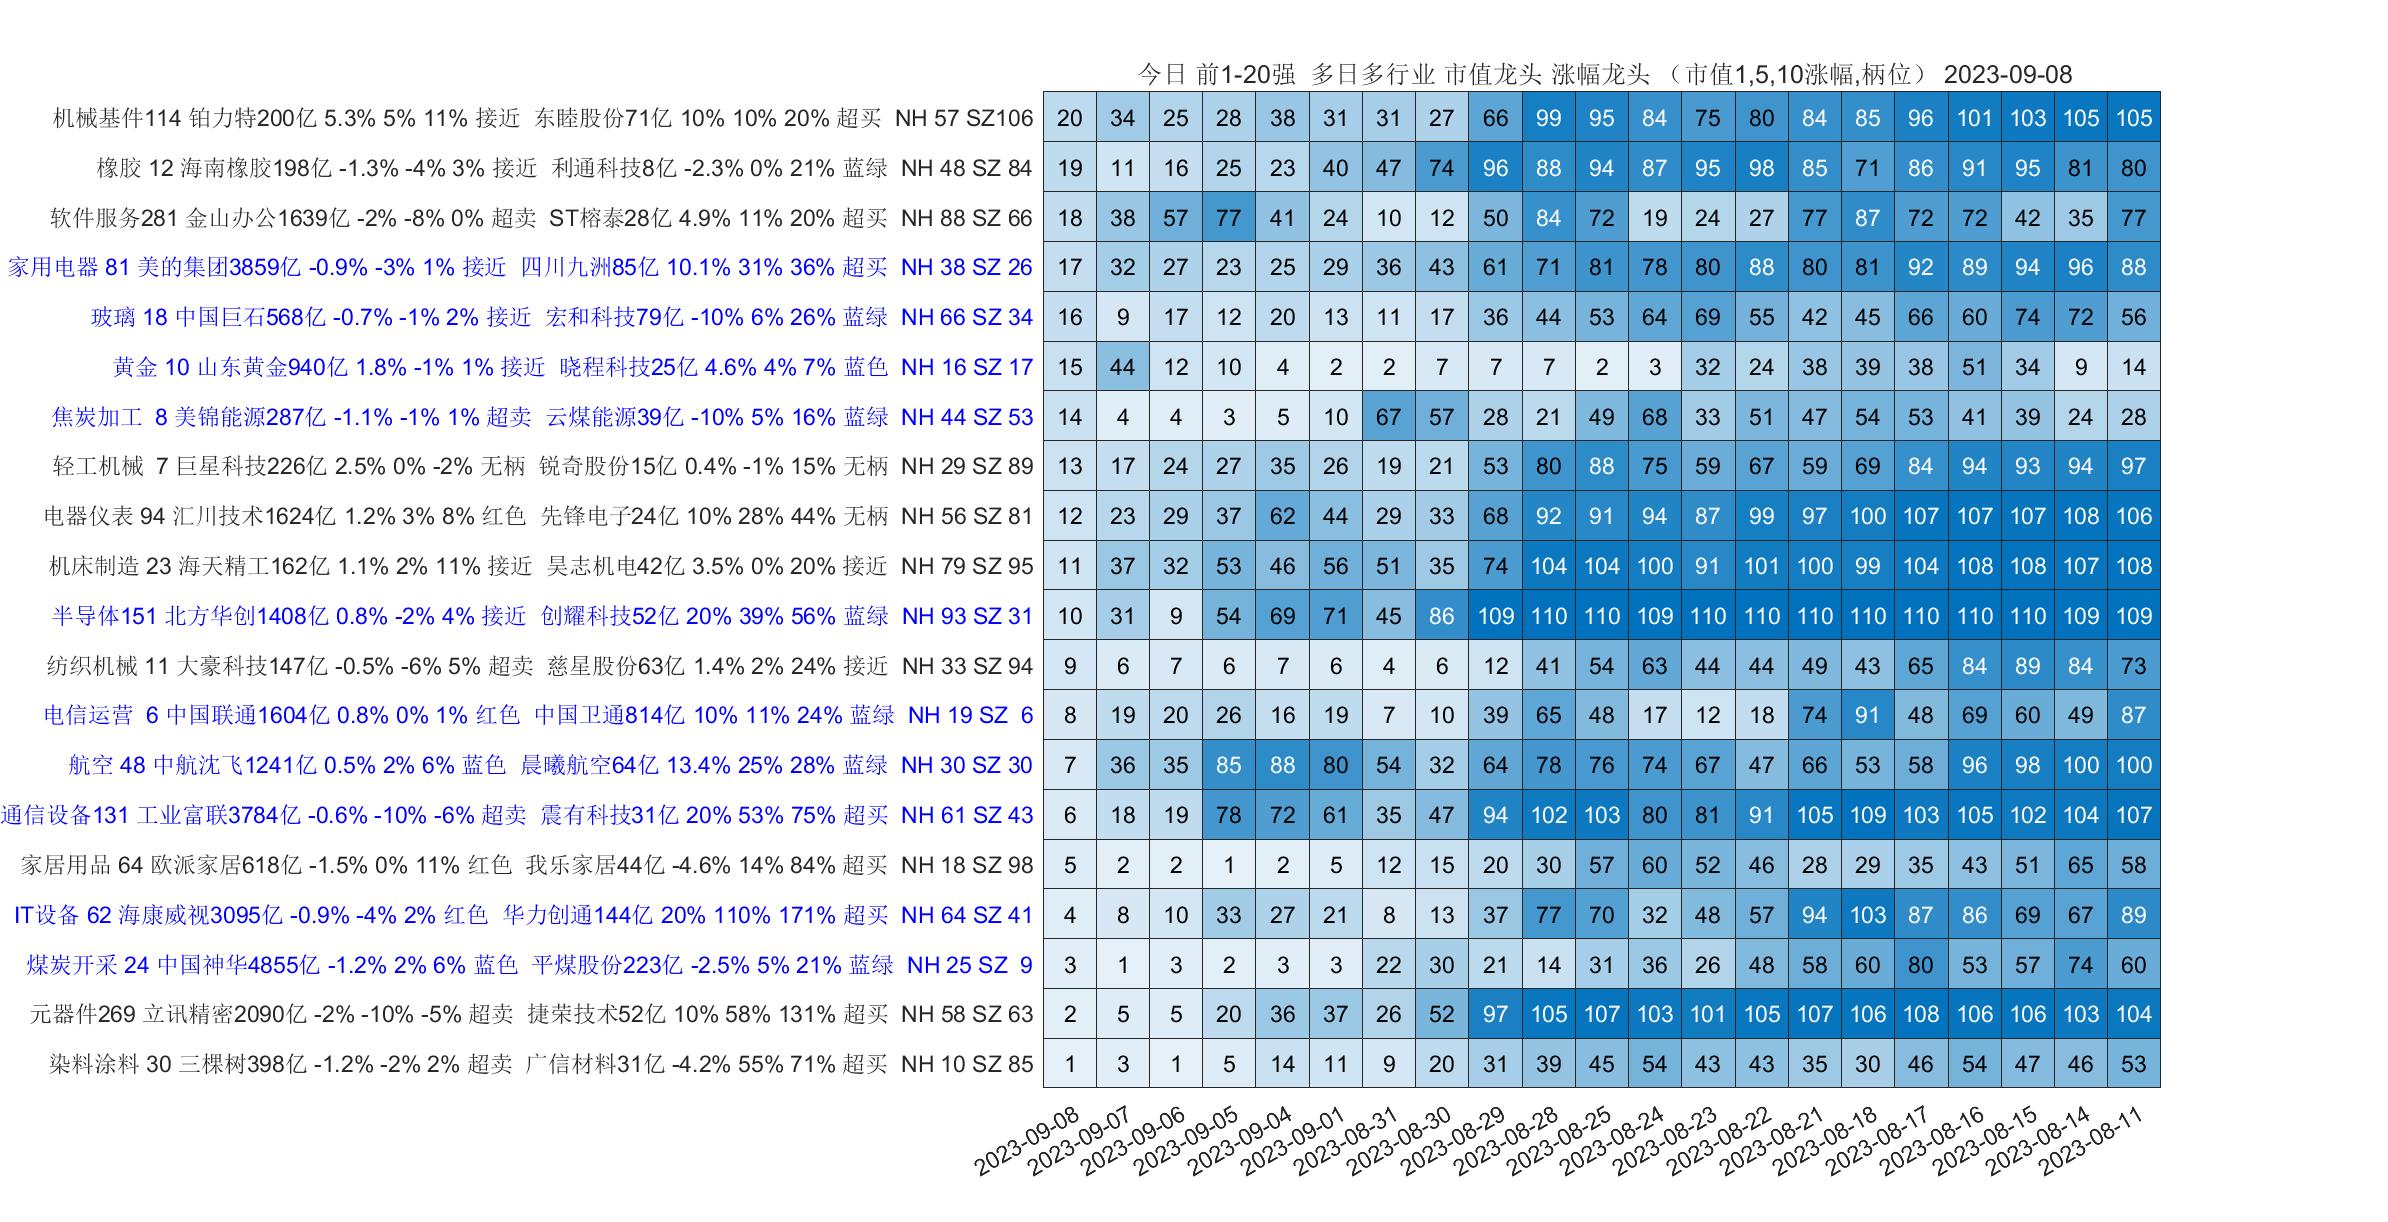 今日 前1-20强 多日多行业 市值龙头 涨幅龙头 （市值1,5,10涨幅,柄位） 2023-09-08
机械基件114 铂力特200亿 5.3% 5% 11% 接近 东睦股份71亿 10% 10% 20% 超买 NH 57 SZ106 20 34 25 28 38 31 31 27 66 99 95 84 75 80 84 85 96 101 103 105 105
橡胶 12 海南橡胶198亿 -1.3% -4% 3% 接近 利通科技8亿 -2.3% 0% 21% 蓝绿 NH 48 SZ 84 19 11 16 25 23 40 47 74 96 88 94 87 95 98 85 71 86 91 95 81 80
软件服务281 金山办公1639亿 -2% -8% 0% 超卖 ST榕泰28亿 4.9% 11% 20% 超买 NH 88 SZ 66 18 38 57 77 41 24 10 12 50 84 72 19 24 27 77 87 72 72 42 35 77
家用电器 81 美的集团3859亿 -0.9% -3% 1% 接近 四川九洲85亿 10.1% 31% 36% 超买 NH 38 SZ 26 17 32 27 23 25 29 36 43 61 71 81 78 80 88 80 81 92 89 94 96 88
玻璃 18 中国巨石568亿 -0.7% -1% 2% 接近 宏和科技79亿 -10% 6% 26% 蓝绿 NH 66 SZ 34 16 9 17 12 20 13 11 17 36 44 53 64 69 55 42 45 66 60 74 72 56
黄金 10 山东黄金940亿 1.8% -1% 1% 接近 晓程科技25亿 4.6% 4% 7% 蓝色 NH 16 SZ 17 15 44 12 10 4 2 2 7 7 7 2 3 32 24 38 39 38 51 34 9 14
焦炭加工 8 美锦能源287亿 -1.1% -1% 1% 超卖 云煤能源39亿 -10% 5% 16% 蓝绿 NH 44 SZ 53 14 4 4 3 5 10 67 57 28 21 49 68 33 51 47 54 53 41 39 24 28
轻工机械 7 巨星科技226亿 2.5% 0% -2% 无柄 锐奇股份15亿 0.4% -1% 15% 无柄 NH 29 SZ 89 13 17 24 27 35 26 19 21 53 80 88 75 59 67 59 69 84 94 93 94 97
电器仪表 94 汇川技术1624亿 1.2% 3% 8% 红色 先锋电子24亿 10% 28% 44% 无柄 NH 56 SZ 81 12 23 29 37 62 44 29 33 68 92 91 94 87 99 97 100 107 107 107 108 106
机床制造 23 海天精工162亿 1.1% 2% 11% 接近 昊志机电42亿 3.5% 0% 20% 接近 NH 79 SZ 95 11 37 32 53 46 56 51 35 74 104 104 100 91 101 100 99 104 108 108 107 108
半导体151 北方华创1408亿 0.8% -2% 4% 接近 创耀科技52亿 20% 39% 56% 蓝绿 NH 93 SZ 31 10 31 9 54 69 71 45 86 109 110 110 109 110 110 110 110 110 110 110 109 109
纺织机械 11 大豪科技147亿 -0.5% -6% 5% 超卖 慈星股份63亿 1.4% 2% 24% 接近 NH 33 SZ 94 9 6 7 6 7 6 4 6 12 41 54 63 44 44 49 43 65 84 89 84 73
电信运营 6 中国联通1604亿 0.8% 0% 1% 红色 中国卫通814亿 10% 11% 24% 蓝绿 NH 19 SZ 6 8 19 20 26 16 19 7 10 39 65 48 17 12 18 74 91 48 69 60 49 87
航空 48 中航沈飞1241亿 0.5% 2% 6% 蓝色 晨曦航空64亿 13.4% 25% 28% 蓝绿 NH 30 SZ 30 7 36 35 85 88 80 54 32 64 78 76 74 67 47 66 53 58 96 98 100 100
通信设备131 工业富联3784亿 -0.6% -10% -6% 超卖 震有科技31亿 20% 53% 75% 超买 NH 61 SZ 43 6 18 19 78 72 61 35 47 94 102 103 80 81 91 105 109 103 105 102 104 107
家居用品 64 欧派家居618亿 -1.5% 0% 11% 红色 我乐家居44亿 -4.6% 14% 84% 超买 NH 18 SZ 98 5 2 2 1 2 5 12 15 20 30 57 60 52 46 28 29 35 43 51 65 58
IT设备 62 海康威视3095亿 -0.9% -4% 2% 红色 华力创通144亿 20% 110% 171% 超买 NH 64 SZ 41 4 8 10 33 27 21 8 13 37 77 70 32 48 57 94 103 87 86 69 67 89
煤炭开采 24 中国神华4855亿 -1.2% 2% 6% 蓝色 平煤股份223亿 -2.5% 5% 21% 蓝绿 NH 25 SZ 9 3 1 3 2 3 3 22 30 21 14 31 36 26 48 58 60 80 53 57 74 60
元器件269 立讯精密2090亿 -2% -10% -5% 超卖 捷荣技术52亿 10% 58% 131% 超买 NH 58 SZ 63 2 5 5 20 36 37 26 52 97 105 107 103 101 105 107 106 108 106 106 103 104
染料涂料 30 三棵树398亿 -1.2% -2% 2% 超卖 广信材料31亿 -4.2% 55% 71% 超买 NH 10 SZ 85 1 3 1 5 14 11 9 20 31 39 45 54 43 43 35 30 46 54 47 46 53
2023-09-08 2023-09-07 2023-09-06 2023-09-05 2023-09-04 2023-09-01 2023-08-31 2023-08-30 2023-08-29 2023-08-28 2023-08-25 2023-08-24 2023-08-23 2023-08-22 2023-08-21 2023-08-18 2023-08-17 2023-08-16 2023-08-15 2023-08-14 2023-08-11